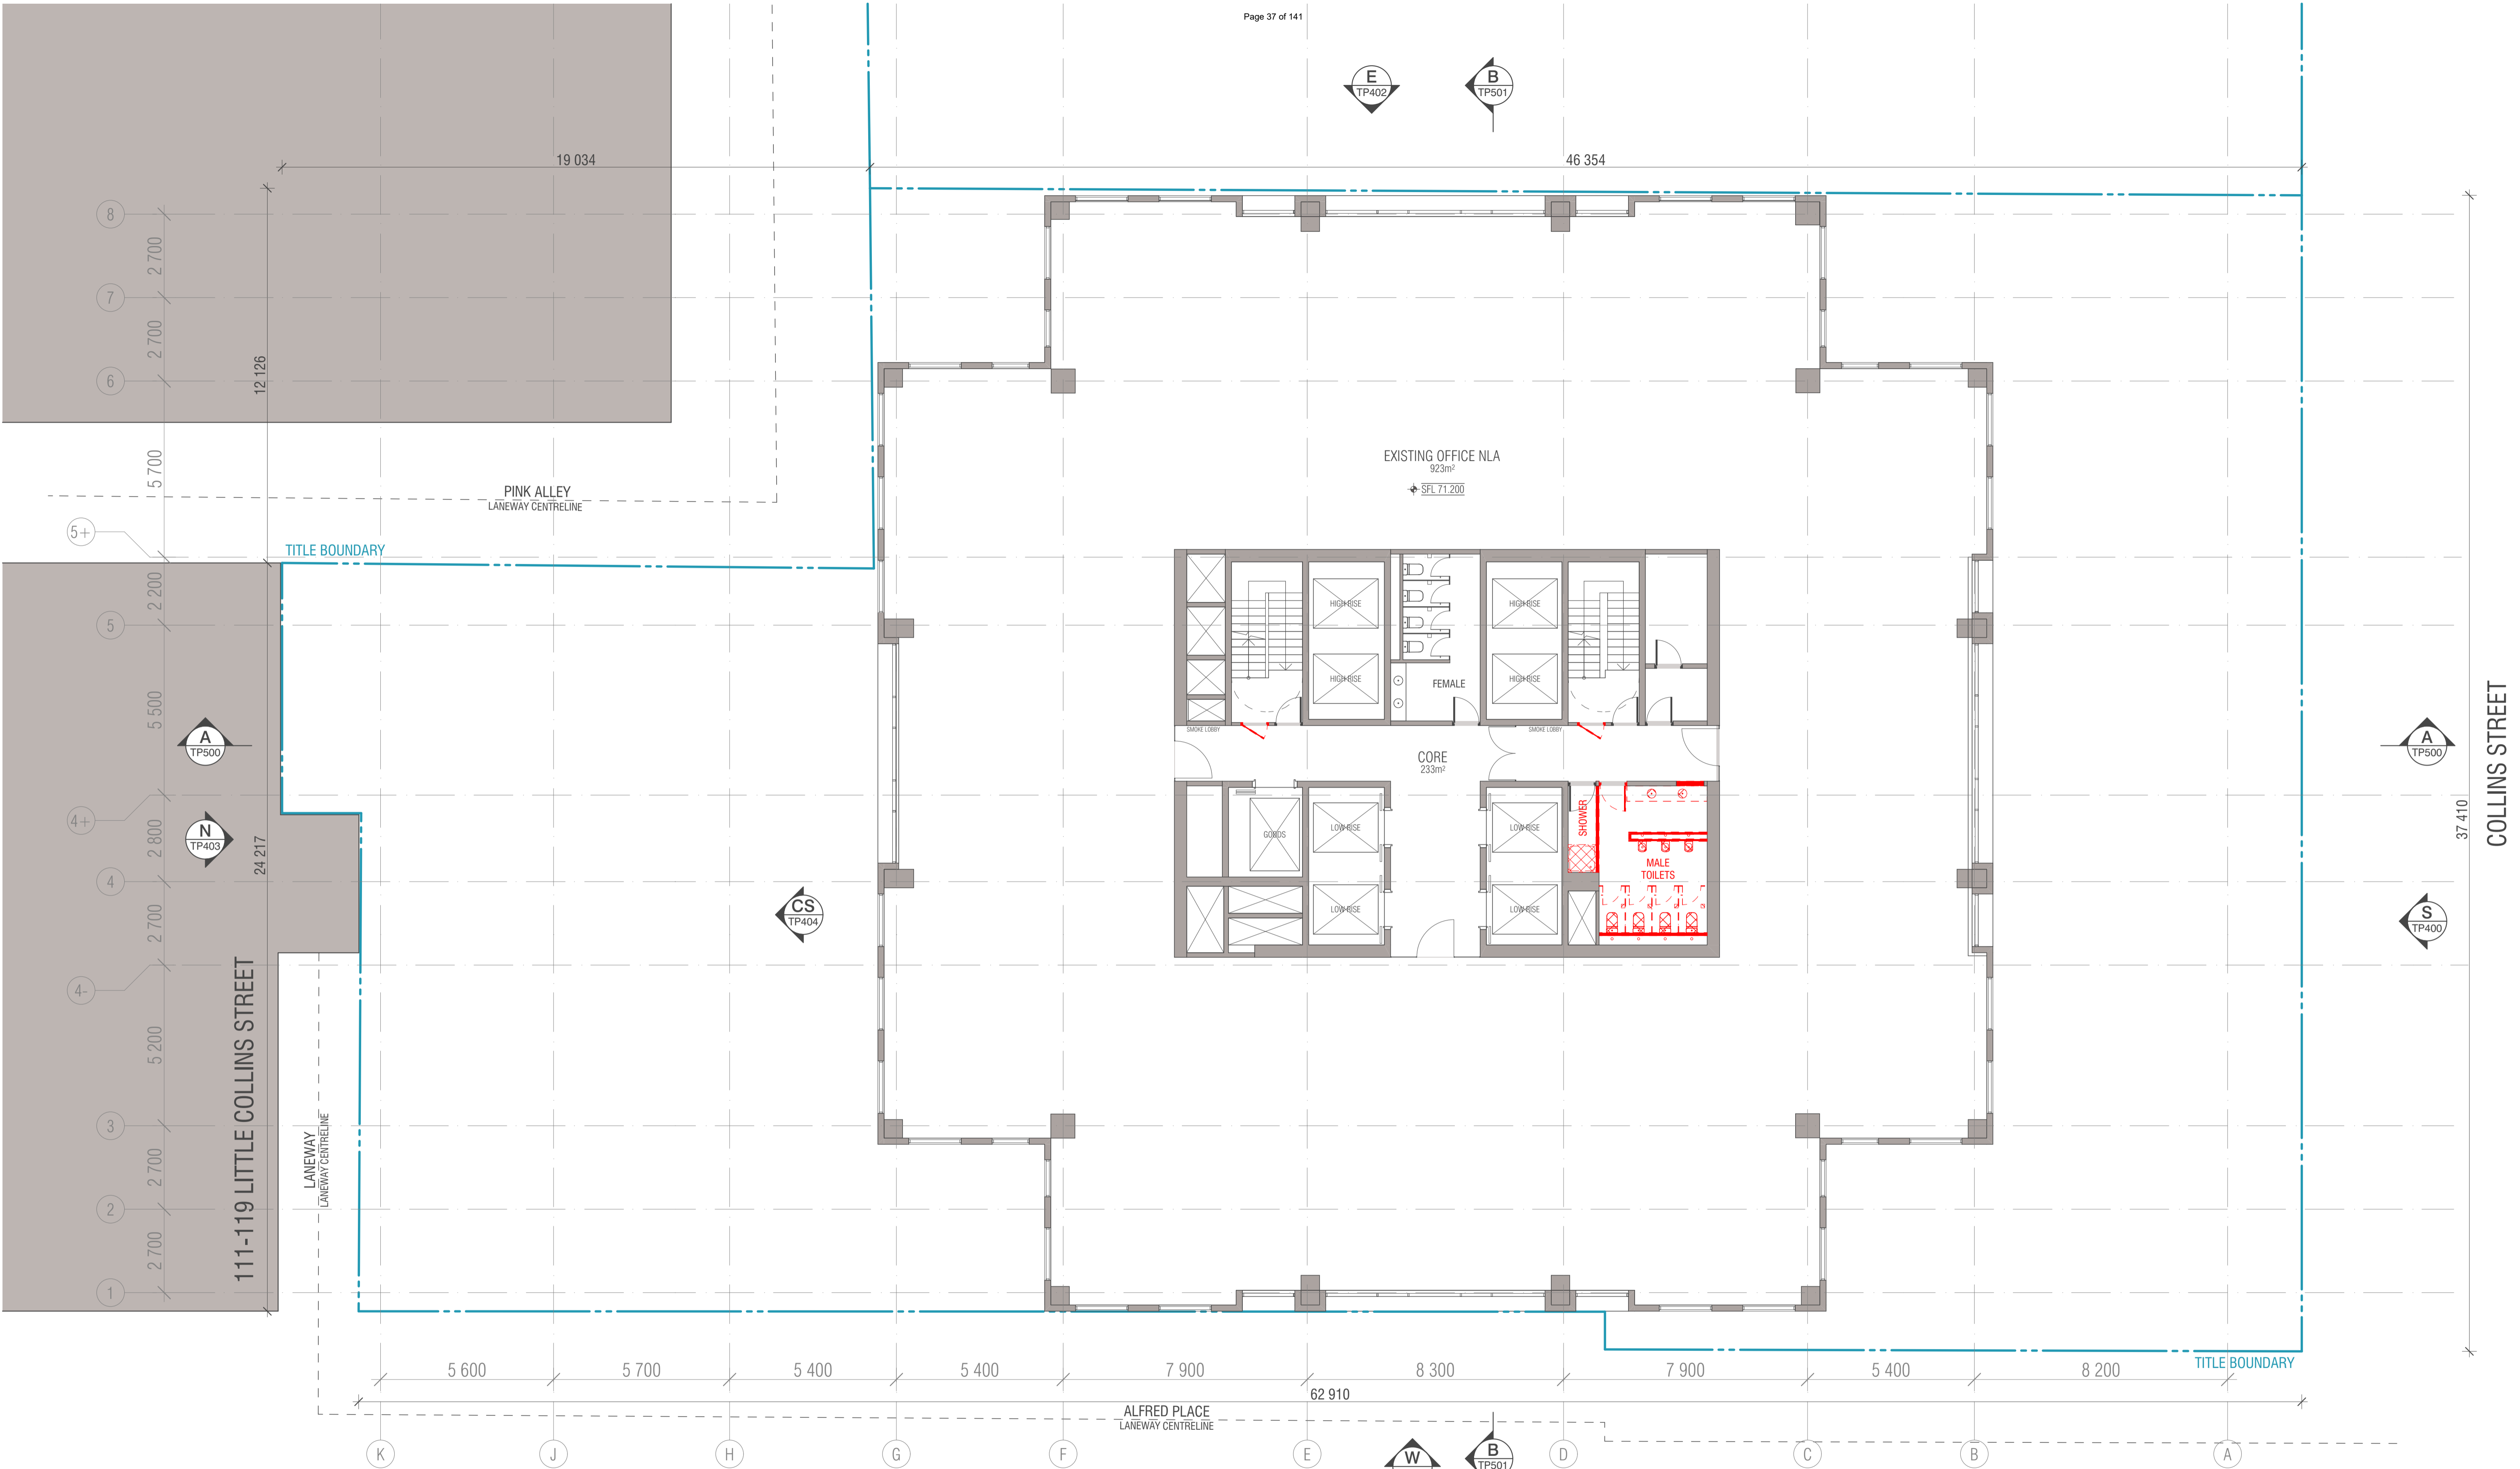 Page 37 of 141
E
TP402
B
TP501
19 034
46 354
8
2 700
7
2 700
12 126
6
5 700
EXISTING OFFICE NLA
923m²
SFL 71.200
PINK ALLEY
LANEWAY CENTRELINE
5+
TITLE BOUNDARY
2 200
5
HIGH RISE
HIGH RISE
HIGH RISE
HIGH RISE
FEMALE
5 500
A
TP500
SMOKE LOBBY
SMOKE LOBBY
CORE
233m²
A
TP500
COLLINS STREET
37 410
4+
2 800
N
TP403
24 217
GOODS
LOW RISE
LOW RISE
SHOWER
MALE
TOILETS
4
2 700
CS
TP404
LOW RISE
LOW RISE
S
TP400
4-
5 200
111-119 LITTLE COLLINS STREET
LANEWAY
LANEWAY CENTRELINE
3
2 700
2
2 700
1
5 600
5 700
5 400
5 400
7 900
8 300
7 900
5 400
8 200
TITLE BOUNDARY
62 910
ALFRED PLACE
LANEWAY CENTRELINE
K
J
H
G
F
E
W
B
TP501
D
C
B
A